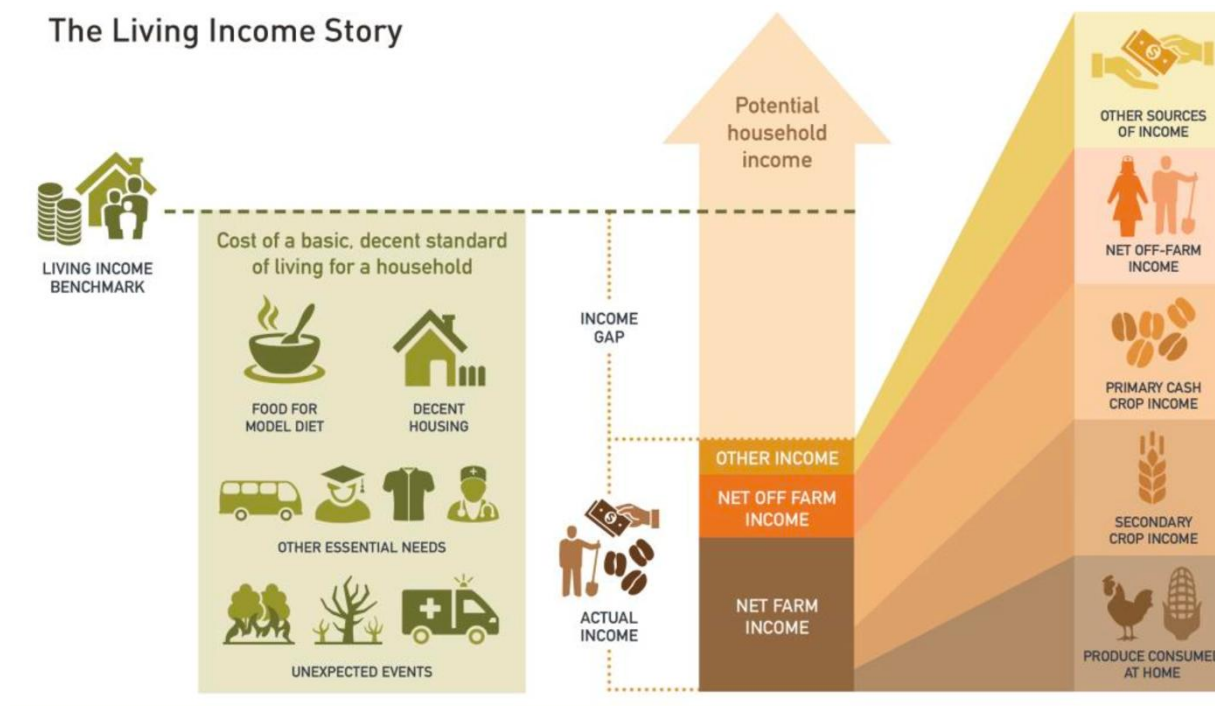 The Living Income Story
LIVING INCOME
BENCHMARK
Cost of a basic, decent standard
of living for a household
FOOD FOR
MODEL DIET
DECENT
HOUSING
OTHER ESSENTIAL NEEDS
UNEXPECTED EVENTS
INCOME
GAP
ACTUAL
INCOME
Potential
household
income
OTHER INCOME
NET OFF FARM
INCOME
NET FARM
INCOME
OTHER SOURCES
OF INCOME
NET OFF-FARM
INCOME
PRIMARY CASH
CROP INCOME
SECONDARY
CROP INCOME
PRODUCE CONSUME
AT HOME